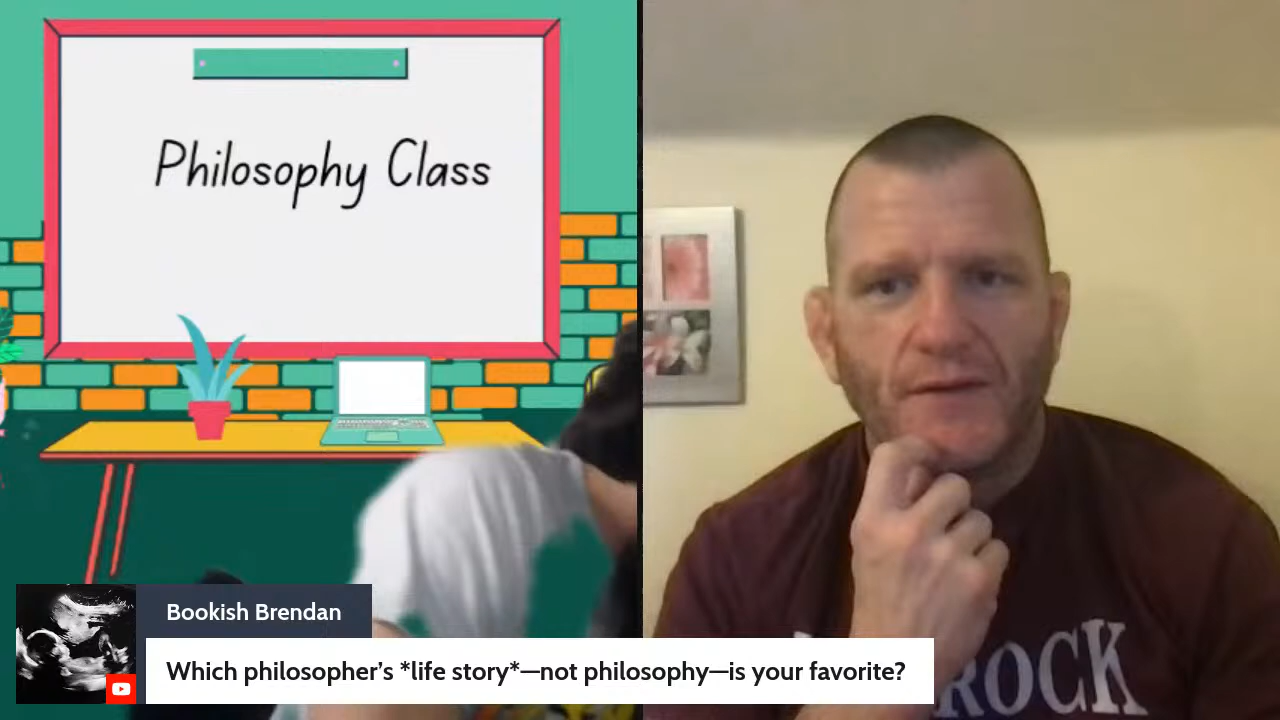 Philosophy Class
Bookish Brendan
Which philosopher's *life story*—not philosophy—is your favorite?
ROCK